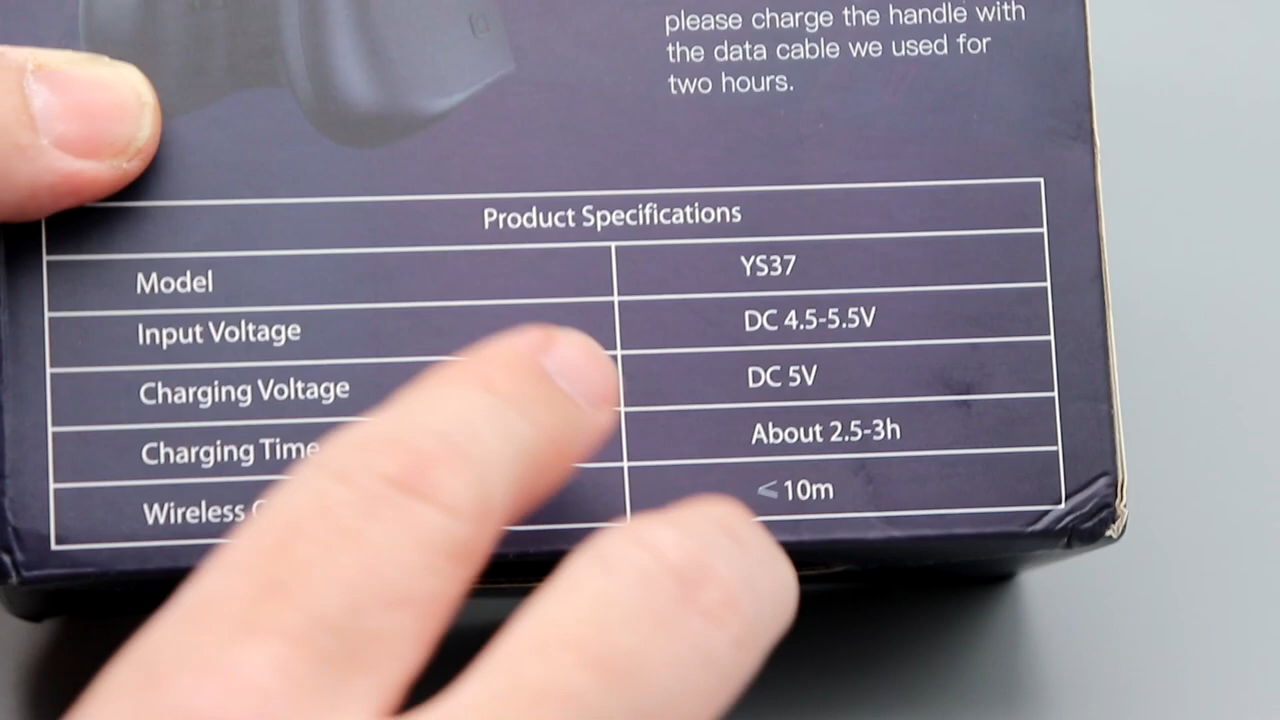 please charge the handle with
the data cable we used for
two hours.
Product Specifications
Model YS37
Input Voltage DC 4.5-5.5V
Charging Voltage DC 5V
Charging Time About 2.5-3h
Wireless ⩽10m